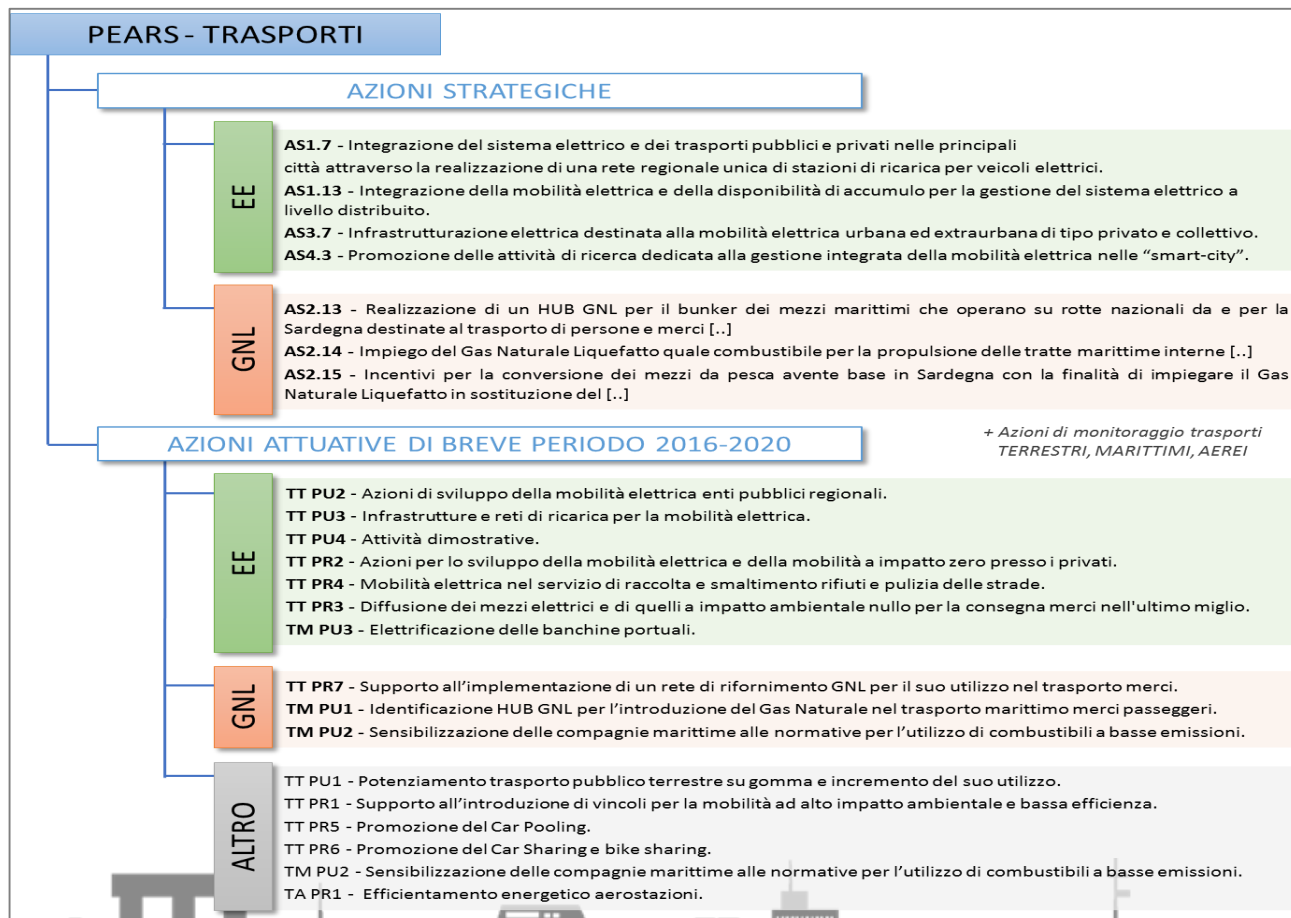 PEARS - TRASPORTI
AZIONI STRATEGICHE
EE
AS1.7 - Integrazione del sistema elettrico e dei trasporti pubblici e privati nelle principali
città attraverso la realizzazione di una rete regionale unica di stazioni di ricarica per veicoli elettrici.
AS1.13 - Integrazione della mobilità elettrica e della disponibilità di accumulo per la gestione del sistema elettrico a
livello distribuito.
AS3.7 - Infrastrutturazione elettrica destinata alla mobilità elettrica urbana ed extraurbana di tipo privato e collettivo.
AS4.3 - Promozione delle attività di ricerca dedicata alla gestione integrata della mobilità elettrica nelle “smart-city”.
GNL
AS2.13 - Realizzazione di un HUB GNL per il bunker dei mezzi marittimi che operano su rotte nazionali da e per la
Sardegna destinate al trasporto di persone e merci [..]
AS2.14 - Impiego del Gas Naturale Liquefatto quale combustibile per la propulsione delle tratte marittime interne [..]
AS2.15 - Incentivi per la conversione dei mezzi da pesca avente base in Sardegna con la finalità di impiegare il Gas
Naturale Liquefatto in sostituzione del [..]
AZIONI ATTUATIVE DI BREVE PERIODO 2016-2020
+ Azioni di monitoraggio trasporti
TERRESTRI, MARITTIMI, AEREI
EE
TT PU2 - Azioni di sviluppo della mobilità elettrica enti pubblici regionali.
TT PU3 - Infrastrutture e reti di ricarica per la mobilità elettrica.
TT PU4 - Attività dimostrative.
TT PR2 - Azioni per lo sviluppo della mobilità elettrica e della mobilità a impatto zero presso i privati.
TT PR4 - Mobilità elettrica nel servizio di raccolta e smaltimento rifiuti e pulizia delle strade.
TT PR3 - Diffusione dei mezzi elettrici e di quelli a impatto ambientale nullo per la consegna merci nell'ultimo miglio.
TM PU3 - Elettrificazione delle banchine portuali.
GNL
TT PR7 - Supporto all’implementazione di un rete di rifornimento GNL per il suo utilizzo nel trasporto merci.
TM PU1 - Identificazione HUB GNL per l’introduzione del Gas Naturale nel trasporto marittimo merci passeggeri.
TM PU2 - Sensibilizzazione delle compagnie marittime alle normative per l’utilizzo di combustibili a basse emissioni.
ALTRO
TT PU1 - Potenziamento trasporto pubblico terrestre su gomma e incremento del suo utilizzo.
TT PR1 - Supporto all’introduzione di vincoli per la mobilità ad alto impatto ambientale e bassa efficienza.
TT PR5 - Promozione del Car Pooling.
TT PR6 - Promozione del Car Sharing e bike sharing.
TM PU2 - Sensibilizzazione delle compagnie marittime alle normative per l’utilizzo di combustibili a basse emissioni.
TA PR1 - Efficientamento energetico aerostazioni.